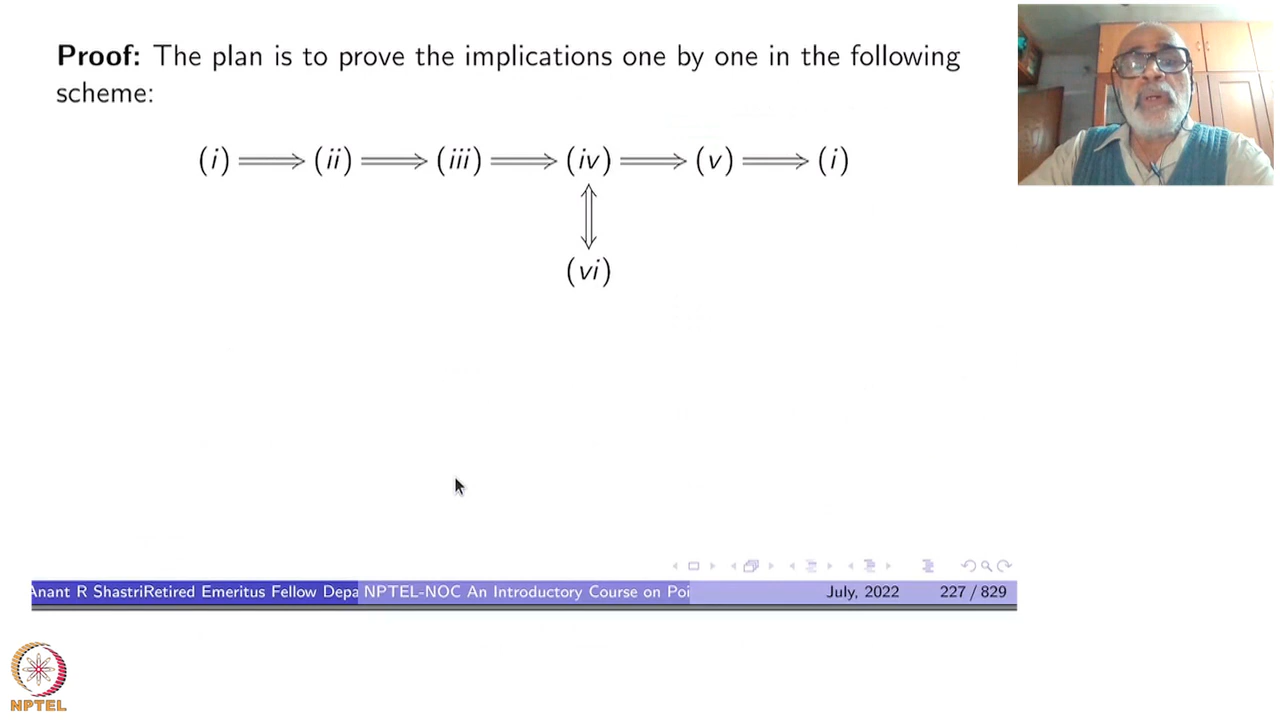 Proof: The plan is to prove the implications one by one in the following
scheme:
(i) ⟹ (ii) ⟹ (iii) ⟹ (iv) ⟹ (v) ⟹ (i)
⇕
(vi)
Anant R ShastriRetired Emeritus Fellow Depa NPTEL-NOC An Introductory Course on Poi July, 2022 227 / 829
NPTEL